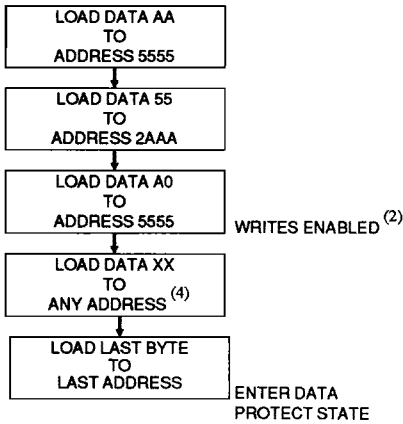 LOAD DATA AA
TO
ADDRESS 5555
LOAD DATA 55
TO
ADDRESS 2AAA
LOAD DATA A0
TO
ADDRESS 5555
WRITES ENABLED (2)
LOAD DATA XX
TO
ANY ADDRESS (4)
LOAD LAST BYTE
TO
LAST ADDRESS
ENTER DATA
PROTECT STATE